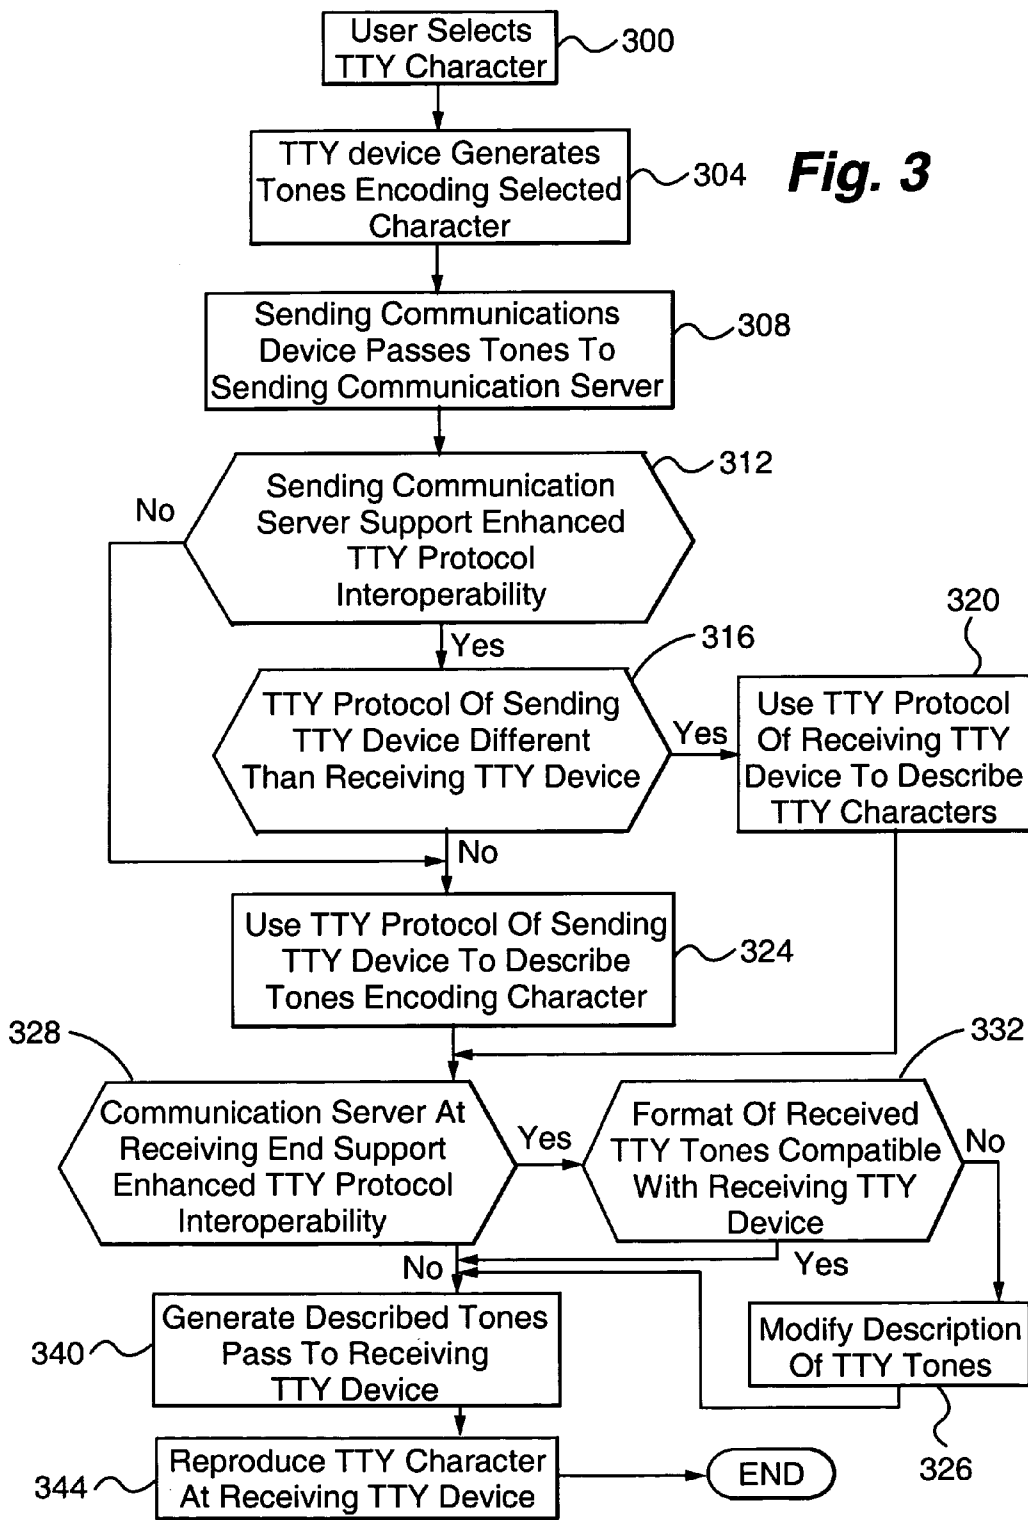 User Selects
TTY Character
300
TTY device Generates
Tones Encoding Selected
Character
304
Fig. 3
Sending Communications
Device Passes Tones To
Sending Communication Server
308
312
Sending Communication
Server Support Enhanced
TTY Protocol
Interoperability
No
Yes
316
320
TTY Protocol Of Sending
TTY Device Different
Than Receiving TTY Device
Yes
Use TTY Protocol
Of Receiving TTY
Device To Describe
TTY Characters
No
Use TTY Protocol Of Sending
TTY Device To Describe
Tones Encoding Character
324
328
332
Communication Server At
Receiving End Support
Enhanced TTY Protocol
Interoperability
Yes
Format Of Received
TTY Tones Compatible
With Receiving TTY
Device
No
No
Yes
Generate Described Tones
Pass To Receiving
TTY Device
340
Modify Description
Of TTY Tones
326
Reproduce TTY Character
At Receiving TTY Device
344
END